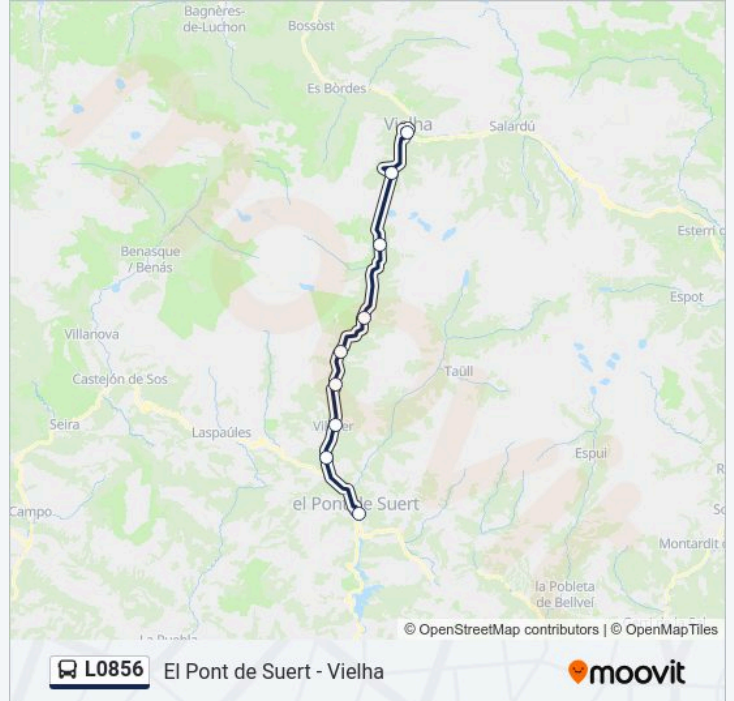 Bagnères-
de-Luchon
Bossòst
Es Bòrdes
Vielha
Salardú
Esterri d
Benasque
/ Benás
Espot
Villanova
Taüll
Castejón de Sos
Seira
Laspaúles
Espui
el Pont de Suert
Campo
Montardit d
la Pobleta
de Bellveí
© OpenStreetMap contributors | © OpenMapTiles
L0856
El Pont de Suert - Vielha
moovit